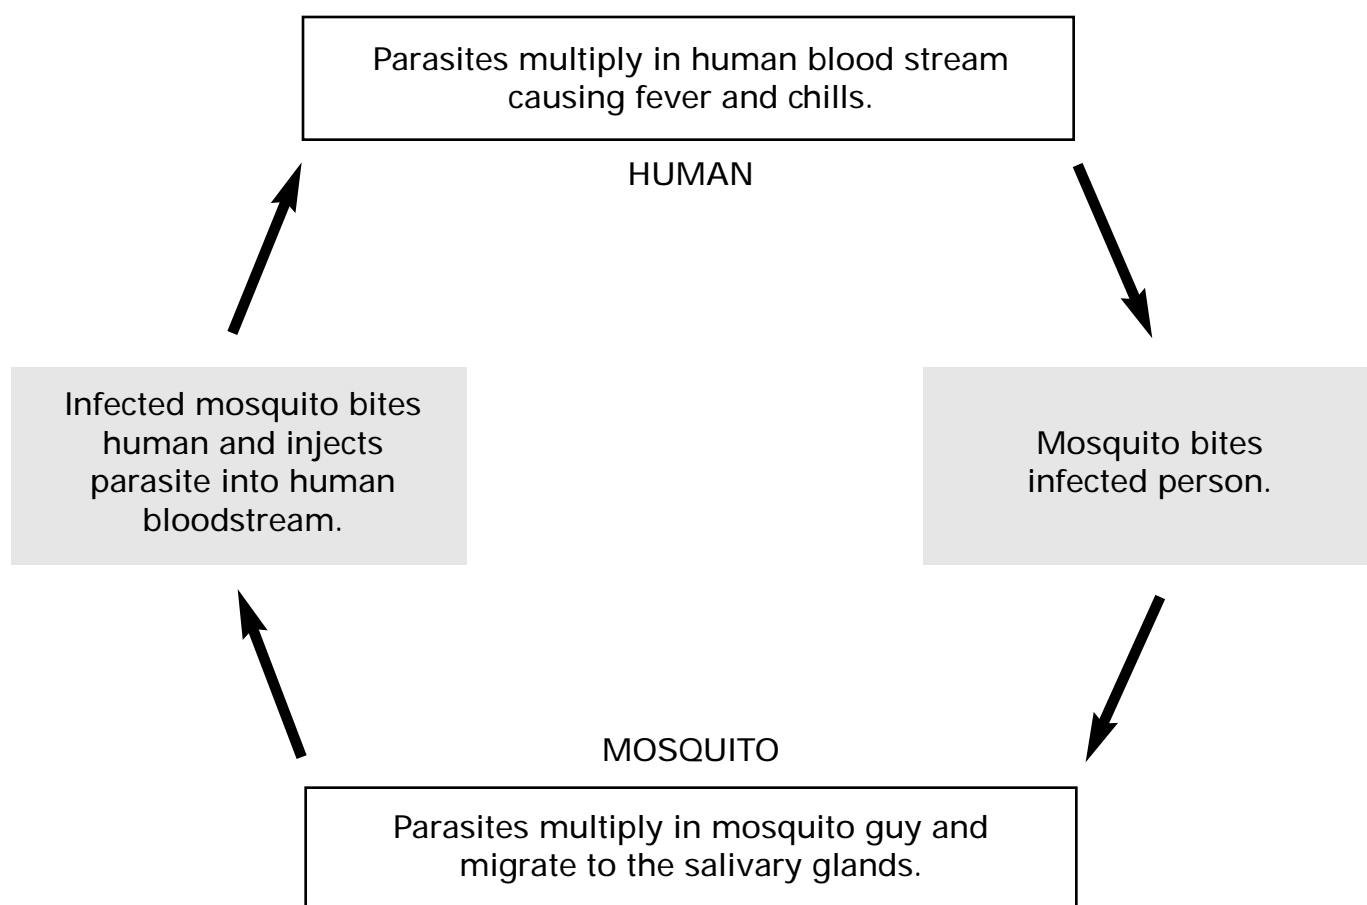 Parasites multiply in human blood stream
causing fever and chills.
HUMAN
Infected mosquito bites
human and injects
parasite into human
bloodstream.
Mosquito bites
infected person.
MOSQUITO
Parasites multiply in mosquito guy and
migrate to the salivary glands.